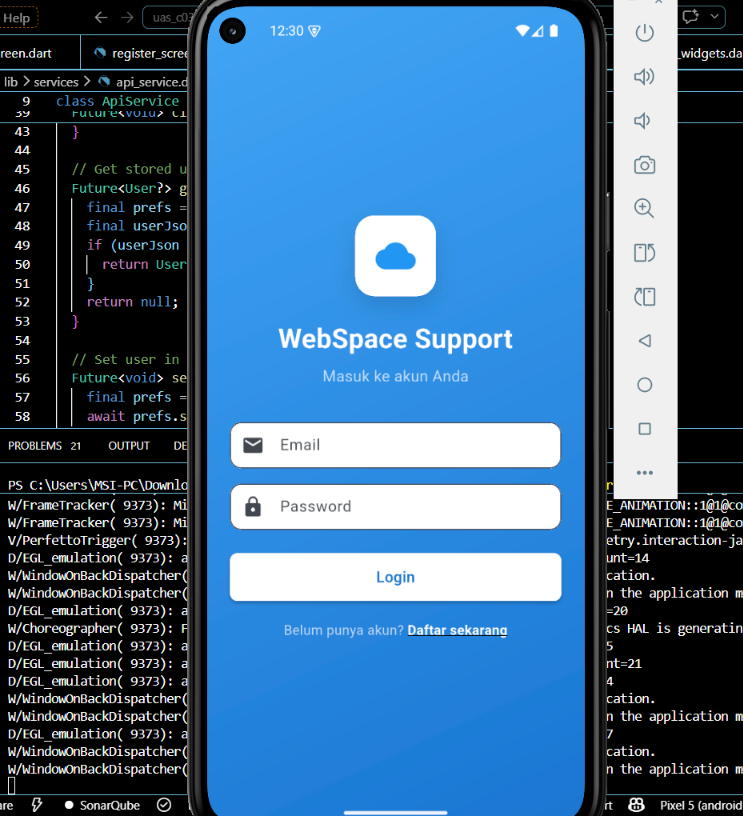 Help
uas_c03
reen.dart
register_scree
_widgets.da
lib > services > api_service.d
9 class ApiService
39 Future<void> cl
43 }
44
45 // Get stored u
46 Future<User?> g
47 final prefs =
48 final userJso
49 if (userJson
50 return User
51 }
52 return null;
53 }
54
55 // Set user in
56 Future<void> se
57 final prefs =
58 await prefs.s
PROBLEMS 21 OUTPUT DE
PS C:\Users\MSI-PC\Downlo
W/FrameTracker( 9373): Mi
E_ANIMATION::1@1@co
W/FrameTracker( 9373): Mi
E_ANIMATION::1@1@co
V/PerfettoTrigger( 9373):
etry.interaction-ja
D/EGL_emulation( 9373): a
unt=14
W/WindowOnBackDispatcher(
cation.
W/WindowOnBackDispatcher(
n the application m
D/EGL_emulation( 9373): a
=20
W/Choreographer( 9373): F
cs HAL is generatin
D/EGL_emulation( 9373): a
5
D/EGL_emulation( 9373): a
nt=21
D/EGL_emulation( 9373): a
4
W/WindowOnBackDispatcher(
cation.
W/WindowOnBackDispatcher(
n the application m
D/EGL_emulation( 9373): a
7
W/WindowOnBackDispatcher(
cation.
W/WindowOnBackDispatcher(
n the application m
are
SonarQube
rt
Pixel 5 (android
12:30
WebSpace Support
Masuk ke akun Anda
Email
Password
Login
Belum punya akun? Daftar sekarang